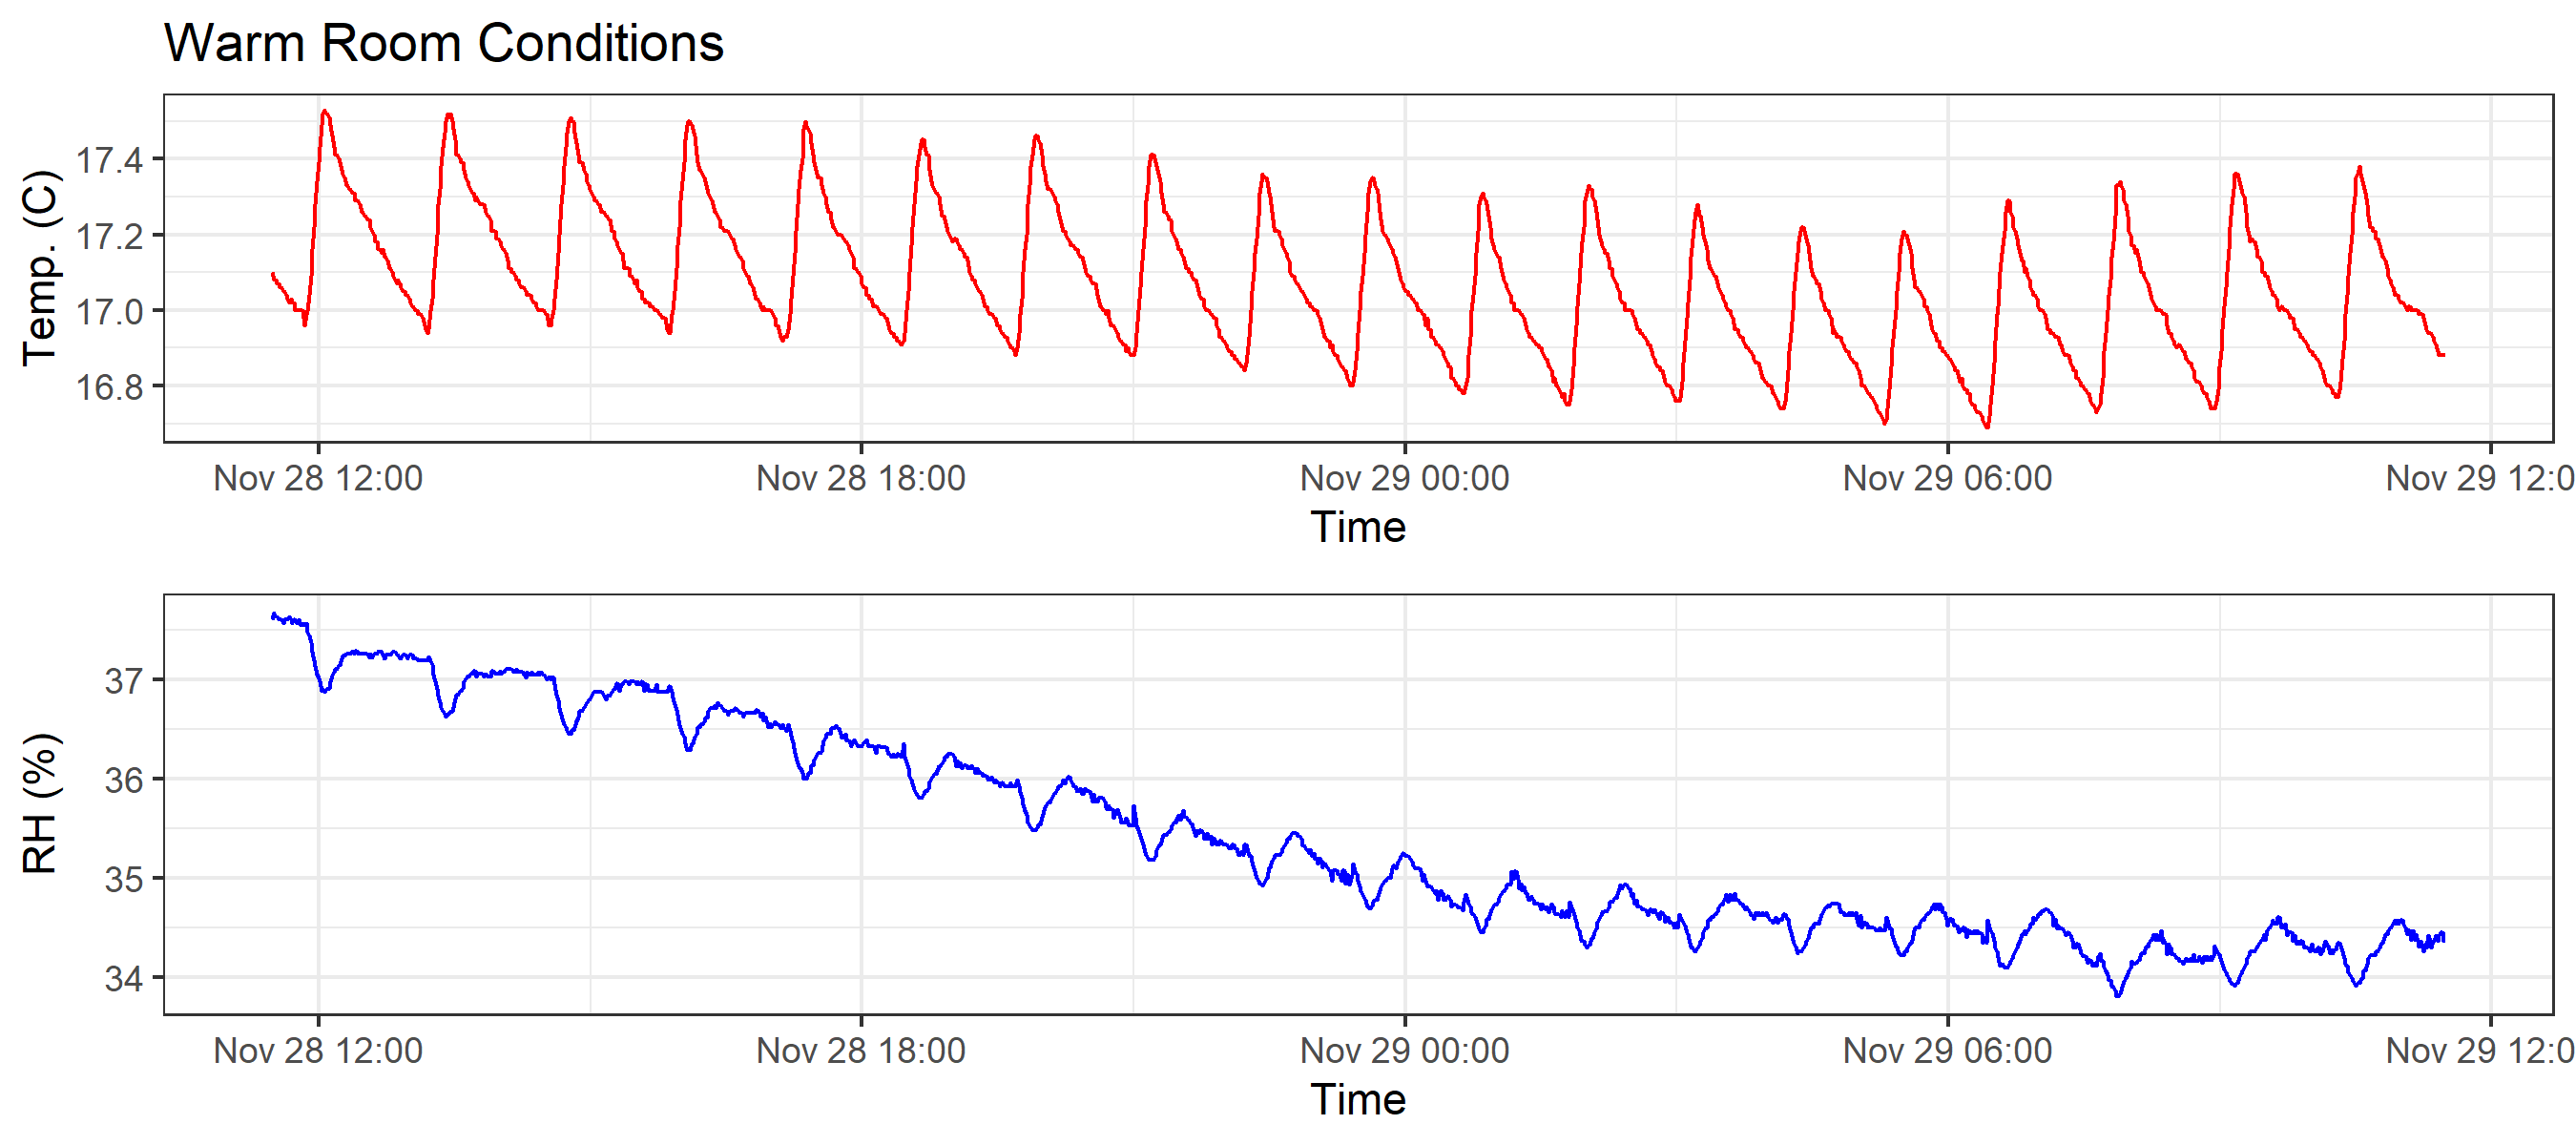 Warm Room Conditions
Temp. (C)
17.4
17.2
17.0
16.8
Nov 28 12:00 Nov 28 18:00 Nov 29 00:00 Nov 29 06:00 Nov 29 12:0
Time
RH (%)
37
36
35
34
Nov 28 12:00 Nov 28 18:00 Nov 29 00:00 Nov 29 06:00 Nov 29 12:0
Time